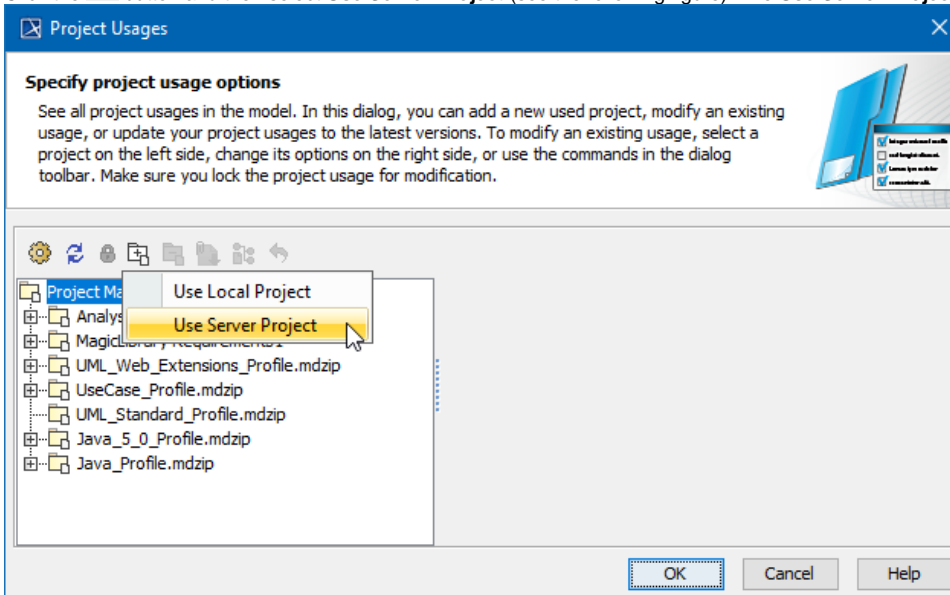 Project Usages
Specify project usage options
See all project usages in the model. In this dialog, you can add a new used project, modify an existing
usage, or update your project usages to the latest versions. To modify an existing usage, select a
project on the left side, change its options on the right side, or use the commands in the dialog
toolbar. Make sure you lock the project usage for modification.
Project Ma
Use Local Project
Analys
Use Server Project
UML_Web_Extensions_Profile.mdzip
UseCase_Profile.mdzip
UML_Standard_Profile.mdzip
Java_5_0_Profile.mdzip
Java_Profile.mdzip
OK
Cancel
Help